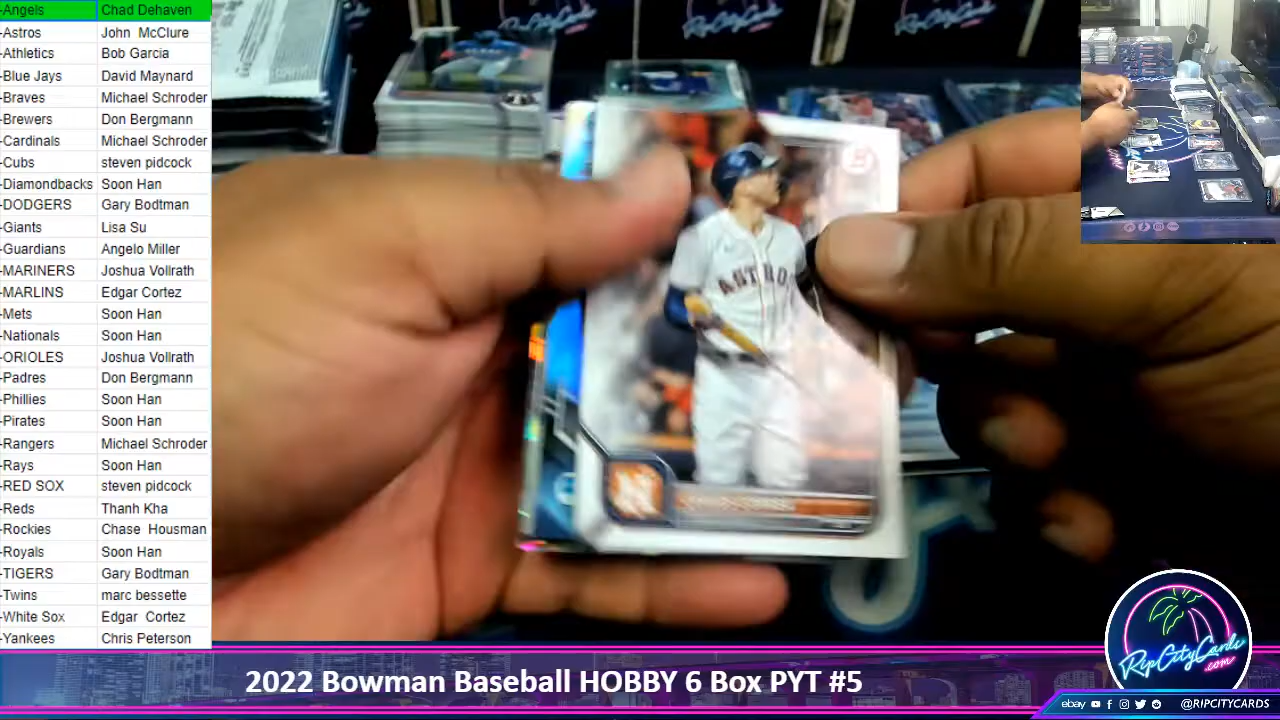 -Angels Chad Dehaven
-Astros John McClure
-Athletics Bob Garcia
-Blue Jays David Maynard
-Braves Michael Schroder
-Brewers Don Bergmann
-Cardinals Michael Schroder
-Cubs steven pidcock
-Diamondbacks Soon Han
-DODGERS Gary Bodtman
-Giants Lisa Su
-Guardians Angelo Miller
-MARINERS Joshua Vollrath
-MARLINS Edgar Cortez
-Mets Soon Han
-Nationals Soon Han
-ORIOLES Joshua Vollrath
-Padres Don Bergmann
-Phillies Soon Han
-Pirates Soon Han
-Rangers Michael Schroder
-Rays Soon Han
-RED SOX steven pidcock
-Reds Thanh Kha
-Rockies Chase Housman
-Royals Soon Han
-TIGERS Gary Bodtman
-Twins marc bessette
-White Sox Edgar Cortez
-Yankees Chris Peterson
ASTRO
RipCityCards
.com
2022 Bowman Baseball HOBBY 6 Box PYT #5
ebay @RIPCITYCARDS